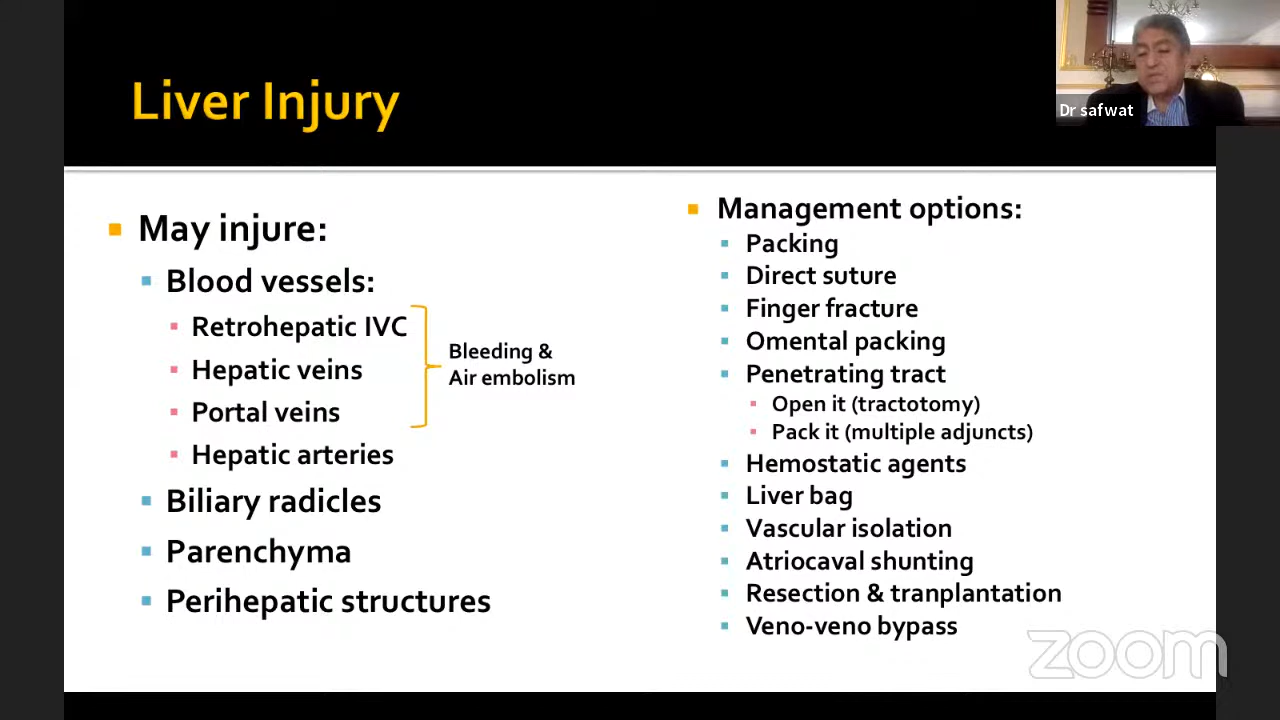 Liver Injury
Dr safwat
May injure:
Blood vessels:
Retrohepatic IVC
Hepatic veins
Portal veins
Bleeding &
Air embolism
Hepatic arteries
Biliary radicles
Parenchyma
Perihepatic structures
Management options:
Packing
Direct suture
Finger fracture
Omental packing
Penetrating tract
Open it (tractotomy)
Pack it (multiple adjuncts)
Hemostatic agents
Liver bag
Vascular isolation
Atriocaval shunting
Resection & tranplantation
Veno-veno bypass
zoom